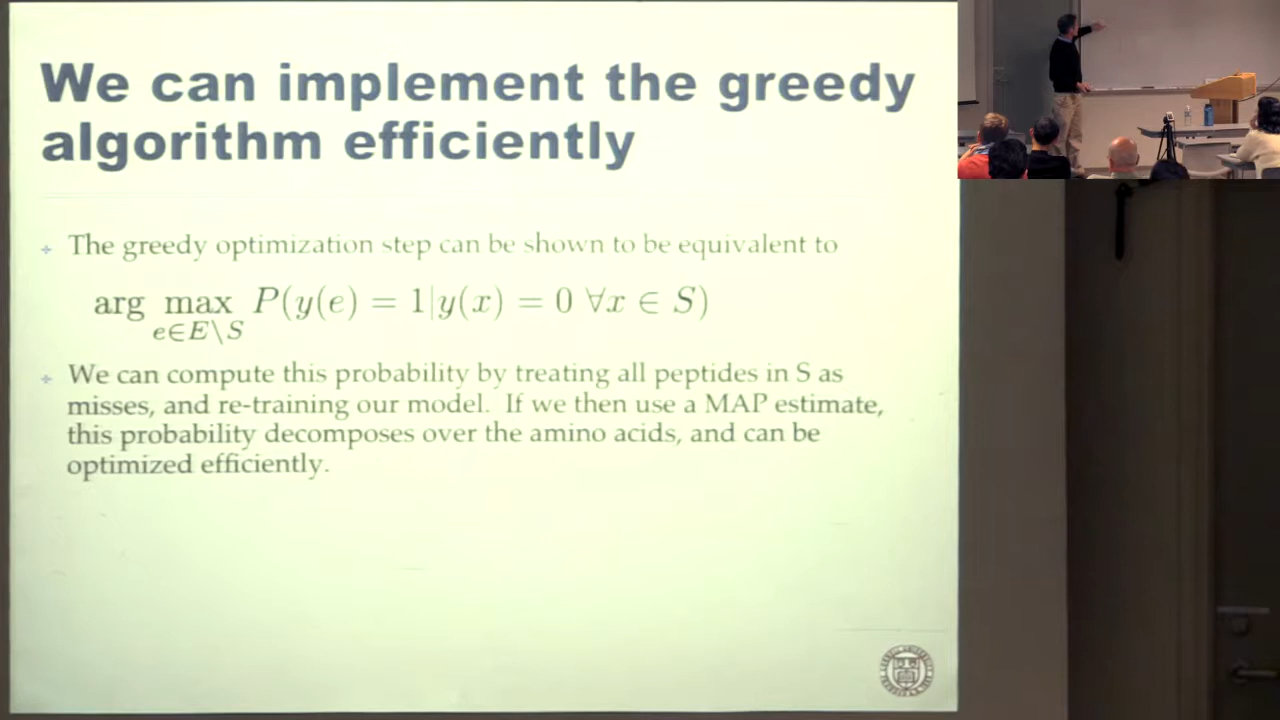 We can implement the greedy
algorithm efficiently
The greedy optimization step can be shown to be equivalent to
arg max P(y(e) = 1|y(x) = 0 ∀x ∈ S)
e∈E\S
We can compute this probability by treating all peptides in S as
misses, and re-training our model. If we then use a MAP estimate,
this probability decomposes over the amino acids, and can be
optimized efficiently.